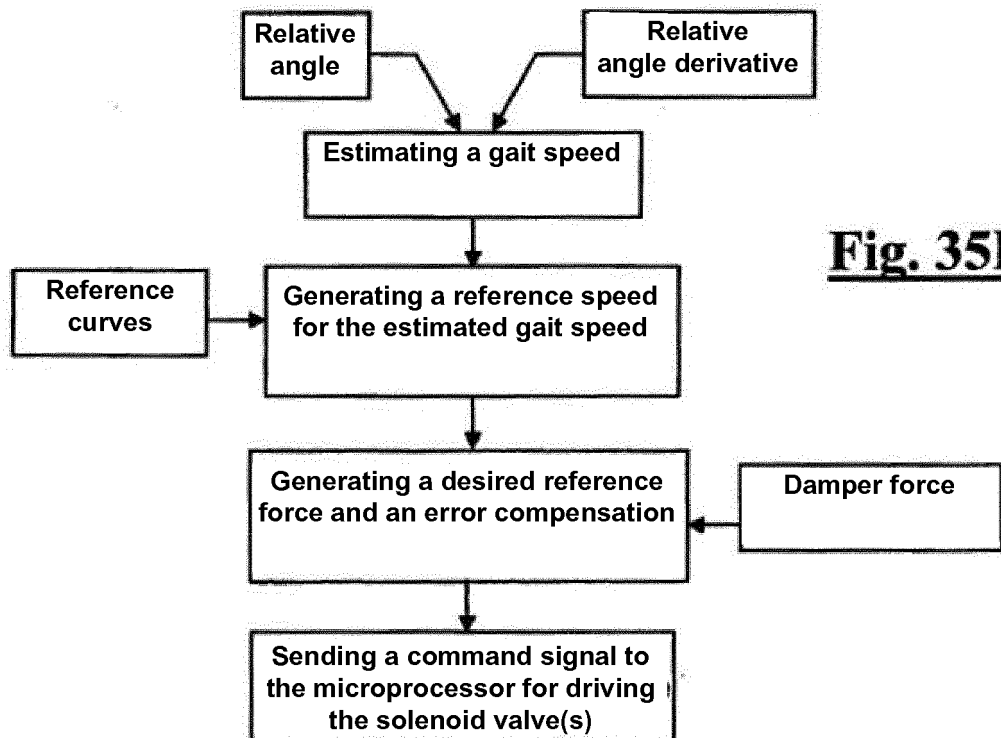 Relative
angle
Relative
angle derivative
Estimating a gait speed
Fig. 35
Reference
curves
Generating a reference speed
for the estimated gait speed
Generating a desired reference
force and an error compensation
Damper force
Sending a command signal to
the microprocessor for driving
the solenoid valve(s)